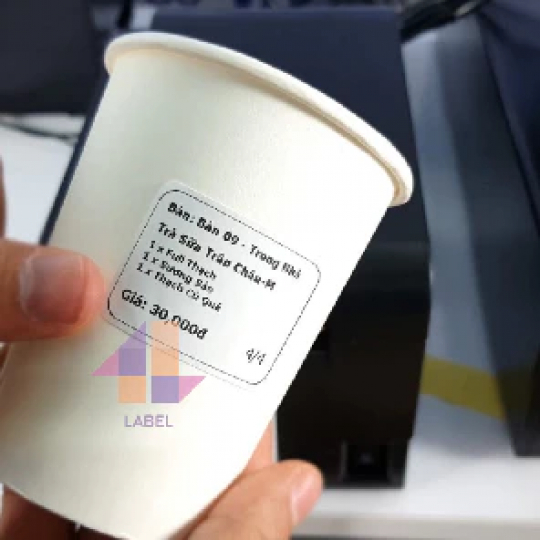 Bàn: Bàn 09 - Trong Nhà
Trà Sữa Trân Châu-M
1 x Full Thạch
1 x Sương Sáo
1 x Thạch Củ Quả
Giá: 30,000đ
4/4
LABEL